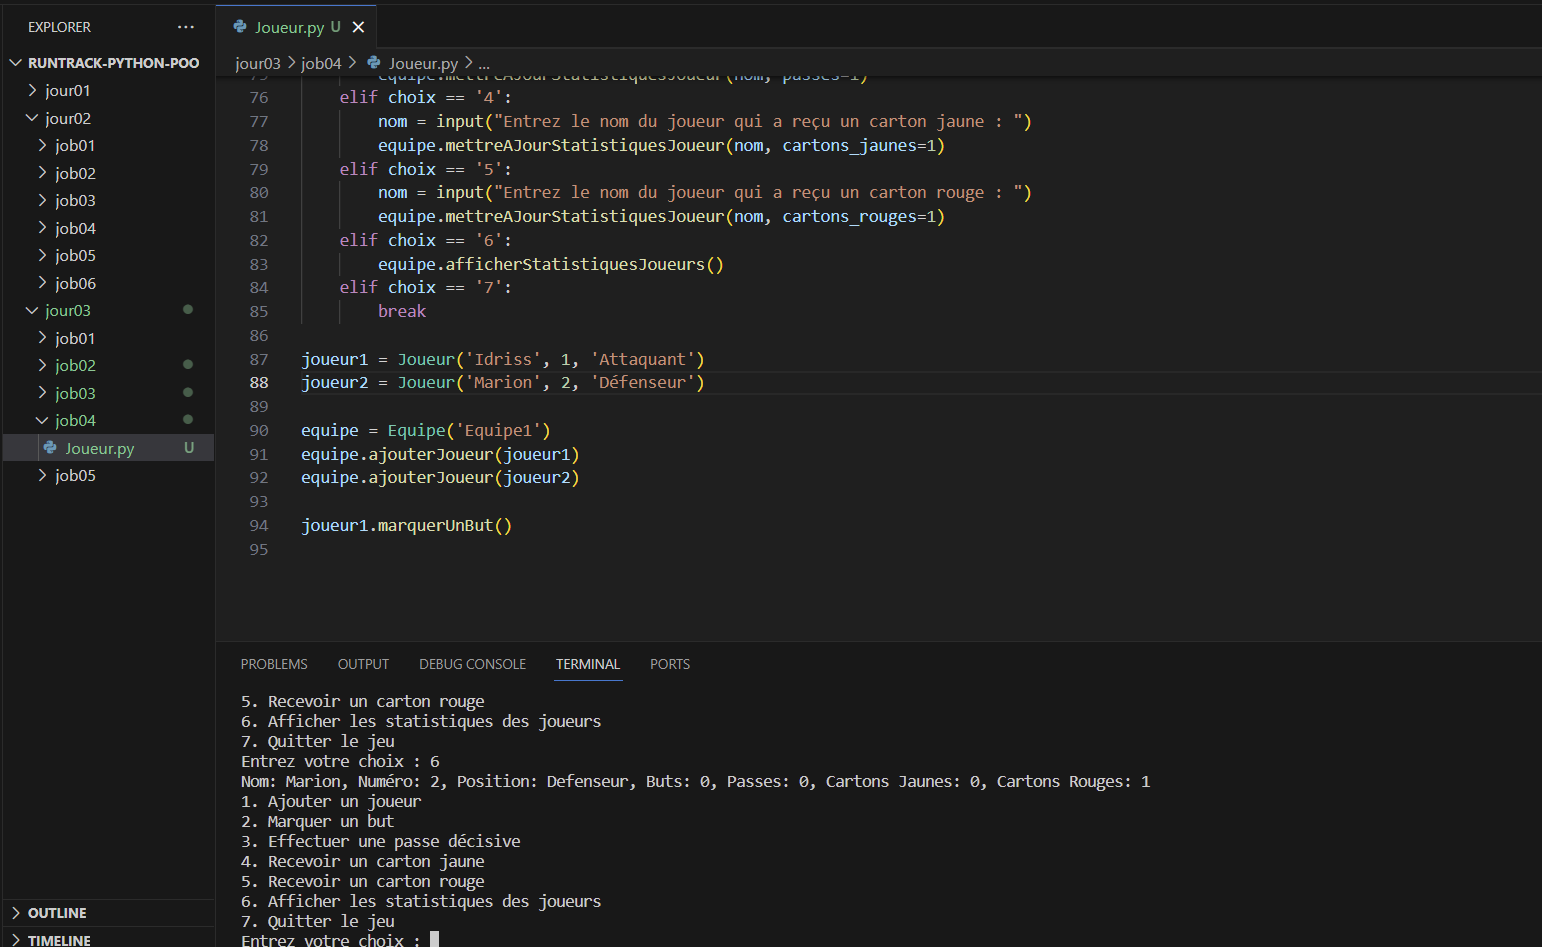 EXPLORER
RUNTRACK-PYTHON-POO
jour01
jour02
job01
job02
job03
job04
job05
job06
jour03
job01
job02
job03
job04
Joueur.py U
job05
OUTLINE
TIMELINE
Joueur.py U
jour03 > job04 > Joueur.py > ...
75 equipe.mettreAJourStatistiquesJoueur(nom, passes=1)
76 elif choix == '4':
77 nom = input("Entrez le nom du joueur qui a reçu un carton jaune : ")
78 equipe.mettreAJourStatistiquesJoueur(nom, cartons_jaunes=1)
79 elif choix == '5':
80 nom = input("Entrez le nom du joueur qui a reçu un carton rouge : ")
81 equipe.mettreAJourStatistiquesJoueur(nom, cartons_rouges=1)
82 elif choix == '6':
83 equipe.afficherStatistiquesJoueurs()
84 elif choix == '7':
85 break
86
87 joueur1 = Joueur('Idriss', 1, 'Attaquant')
88 joueur2 = Joueur('Marion', 2, 'Défenseur')
89
90 equipe = Equipe('Equipe1')
91 equipe.ajouterJoueur(joueur1)
92 equipe.ajouterJoueur(joueur2)
93
94 joueur1.marquerUnBut()
95
PROBLEMS OUTPUT DEBUG CONSOLE TERMINAL PORTS
5. Recevoir un carton rouge
6. Afficher les statistiques des joueurs
7. Quitter le jeu
Entrez votre choix : 6
Nom: Marion, Numéro: 2, Position: Defenseur, Buts: 0, Passes: 0, Cartons Jaunes: 0, Cartons Rouges: 1
1. Ajouter un joueur
2. Marquer un but
3. Effectuer une passe décisive
4. Recevoir un carton jaune
5. Recevoir un carton rouge
6. Afficher les statistiques des joueurs
7. Quitter le jeu
Entrez votre choix :